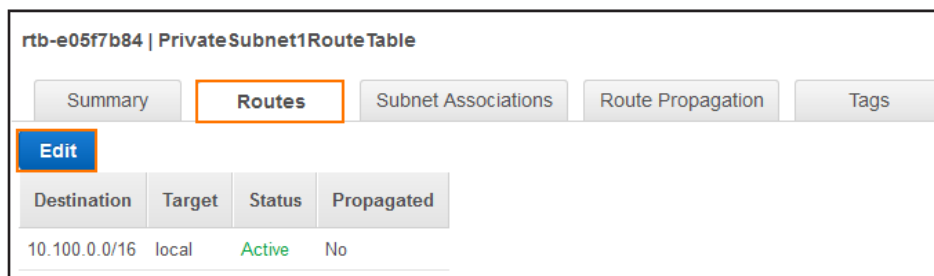 rtb-e05f7b84 | PrivateSubnet1RouteTable
Summary Routes Subnet Associations Route Propagation Tags
Edit
Destination Target Status Propagated
10.100.0.0/16 local Active No